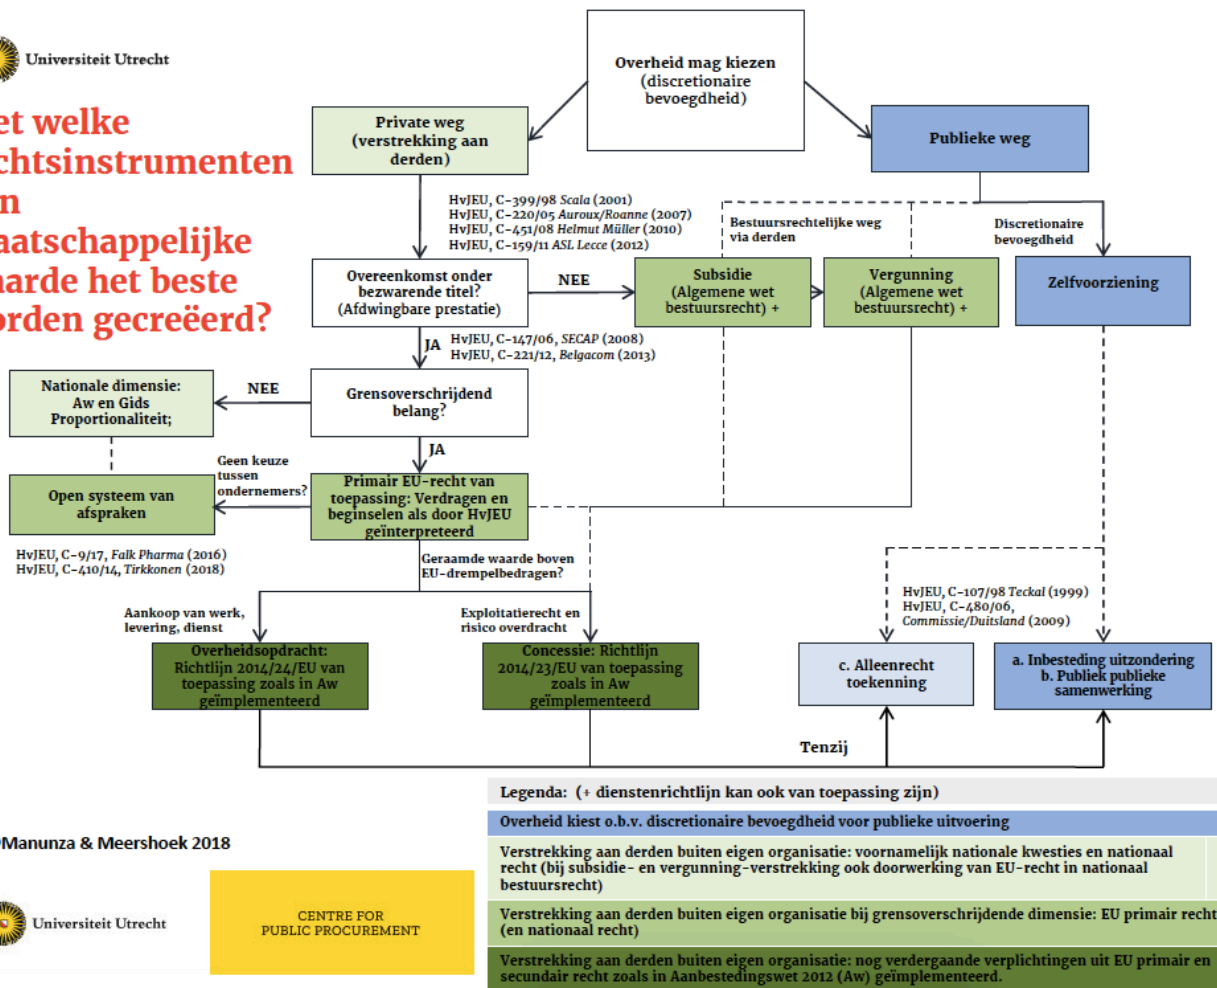 Universiteit Utrecht
et welke
chtsinstrumenten
n
aatschappelijke
aarde het beste
orden gecreëerd?
Overheid mag kiezen
(discretionaire
bevoegdheid)
Private weg
(verstrekking aan
derden)
Publieke weg
HvJEU, C-399/98 Scala (2001)
HvJEU, C-220/05 Auroux/Roanne (2007)
HvJEU, C-451/08 Helmut Müller (2010)
HvJEU, C-159/11 ASL Lecce (2012)
Bestuursrechtelijke weg
via derden
Discretionaire
bevoegdheid
Overeenkomst onder
bezwarende titel?
(Afdwingbare prestatie)
NEE
Subsidie
(Algemene wet
bestuursrecht) +
Vergunning
(Algemene wet
bestuursrecht) +
Zelfvoorziening
JA
HvJEU, C-147/06, SECAP (2008)
HvJEU, C-221/12, Belgacom (2013)
Nationale dimensie:
Aw en Gids
Proportionaliteit;
NEE
Grensoverschrijdend
belang?
JA
Geen keuze
tussen
ondernemers?
Open systeem van
afspraken
Primair EU-recht van
toepassing: Verdragen en
beginselen als door HvJEU
geïnterpreteerd
HvJEU, C-9/17, Falk Pharma (2016)
HvJEU, C-410/14, Tirkkonen (2018)
Geraamde waarde boven
EU-drempelbedragen?
Aankoop van werk,
levering, dienst
Exploitatierecht en
risico overdracht
HvJEU, C-107/98 Teckal (1999)
HvJEU, C-480/06,
Commissie/Duitsland (2009)
Overheidsopdracht:
Richtlijn 2014/24/EU van
toepassing zoals in Aw
geïmplementeerd
Concessie: Richtlijn
2014/23/EU van toepassing
zoals in Aw
geïmplementeerd
c. Alleenrecht
toekenning
a. Inbesteding uitzondering
b. Publiek publieke
samenwerking
Tenzij
Legenda: (+ dienstenrichtlijn kan ook van toepassing zijn)
Overheid kiest o.b.v. discretionaire bevoegdheid voor publieke uitvoering
Verstrekking aan derden buiten eigen organisatie: voornamelijk nationale kwesties en nationaal
recht (bij subsidie- en vergunning-verstrekking ook doorwerking van EU-recht in nationaal
bestuursrecht)
Verstrekking aan derden buiten eigen organisatie bij grensoverschrijdende dimensie: EU primair recht
(en nationaal recht)
Verstrekking aan derden buiten eigen organisatie: nog verdergaande verplichtingen uit EU primair en
secundair recht zoals in Aanbestedingswet 2012 (Aw) geïmplementeerd.
Manunza & Meershoek 2018
Universiteit Utrecht
CENTRE FOR
PUBLIC PROCUREMENT